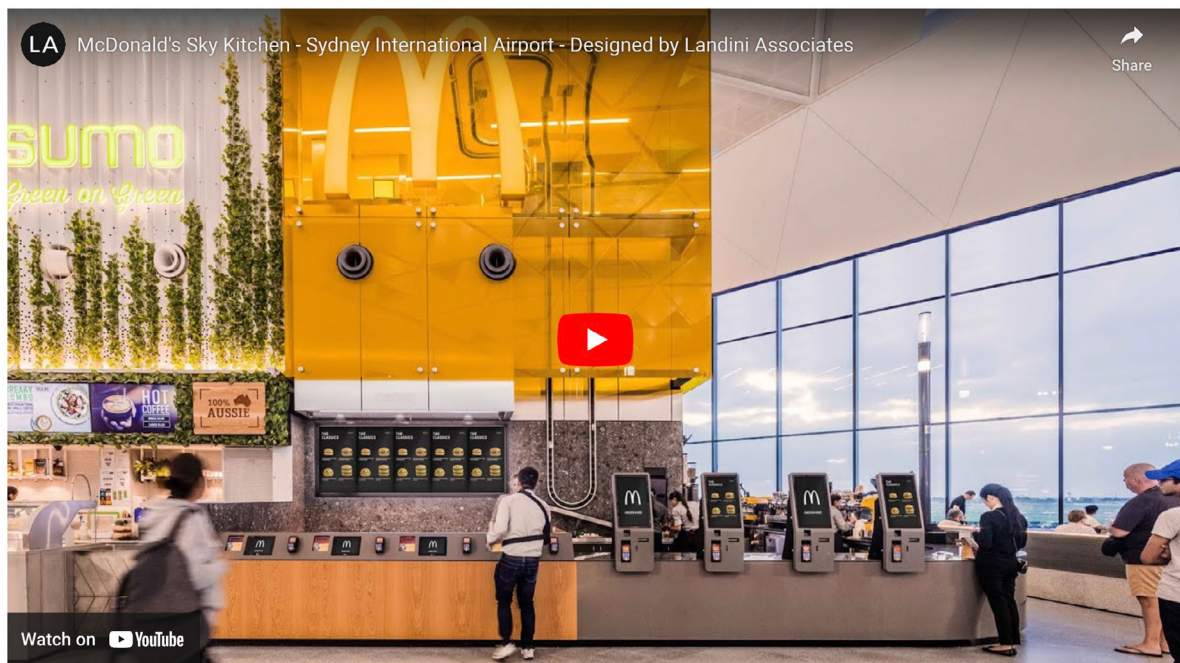 LA
McDonald's Sky Kitchen - Sydney International Airport - Designed by Landini Associates
Share
sumo
Green on Green
HOT
COFFEE
100%
AUSSIE
THE
CLASSICS
THE
CLASSICS
THE
CLASSICS
THE
CLASSICS
THE
CLASSICS
Watch on YouTube